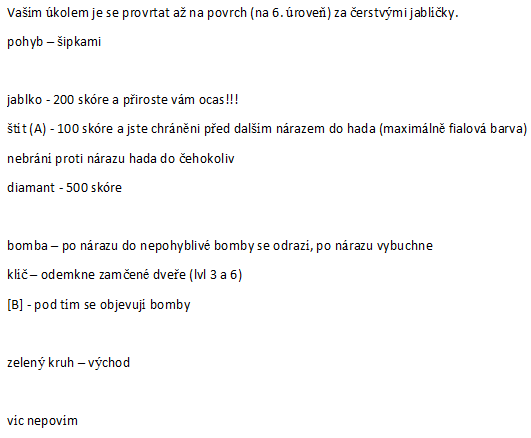 Vaším úkolem je se provrtat až na povrch (na 6. úroveň) za čerstvými jablíčky.
pohyb – šipkami
jablko - 200 skóre a přiroste vám ocas!!!
štít (A) - 100 skóre a jste chráněni před dalším nárazem do hada (maximálně fialová barva)
nebrání proti nárazu hada do čehokoliv
diamant - 500 skóre
bomba – po nárazu do nepohyblivé bomby se odrazí, po nárazu vybuchne
klíč – odemkne zamčené dveře (lvl 3 a 6)
[B] - pod tím se objevují bomby
zelený kruh – východ
víc nepovím